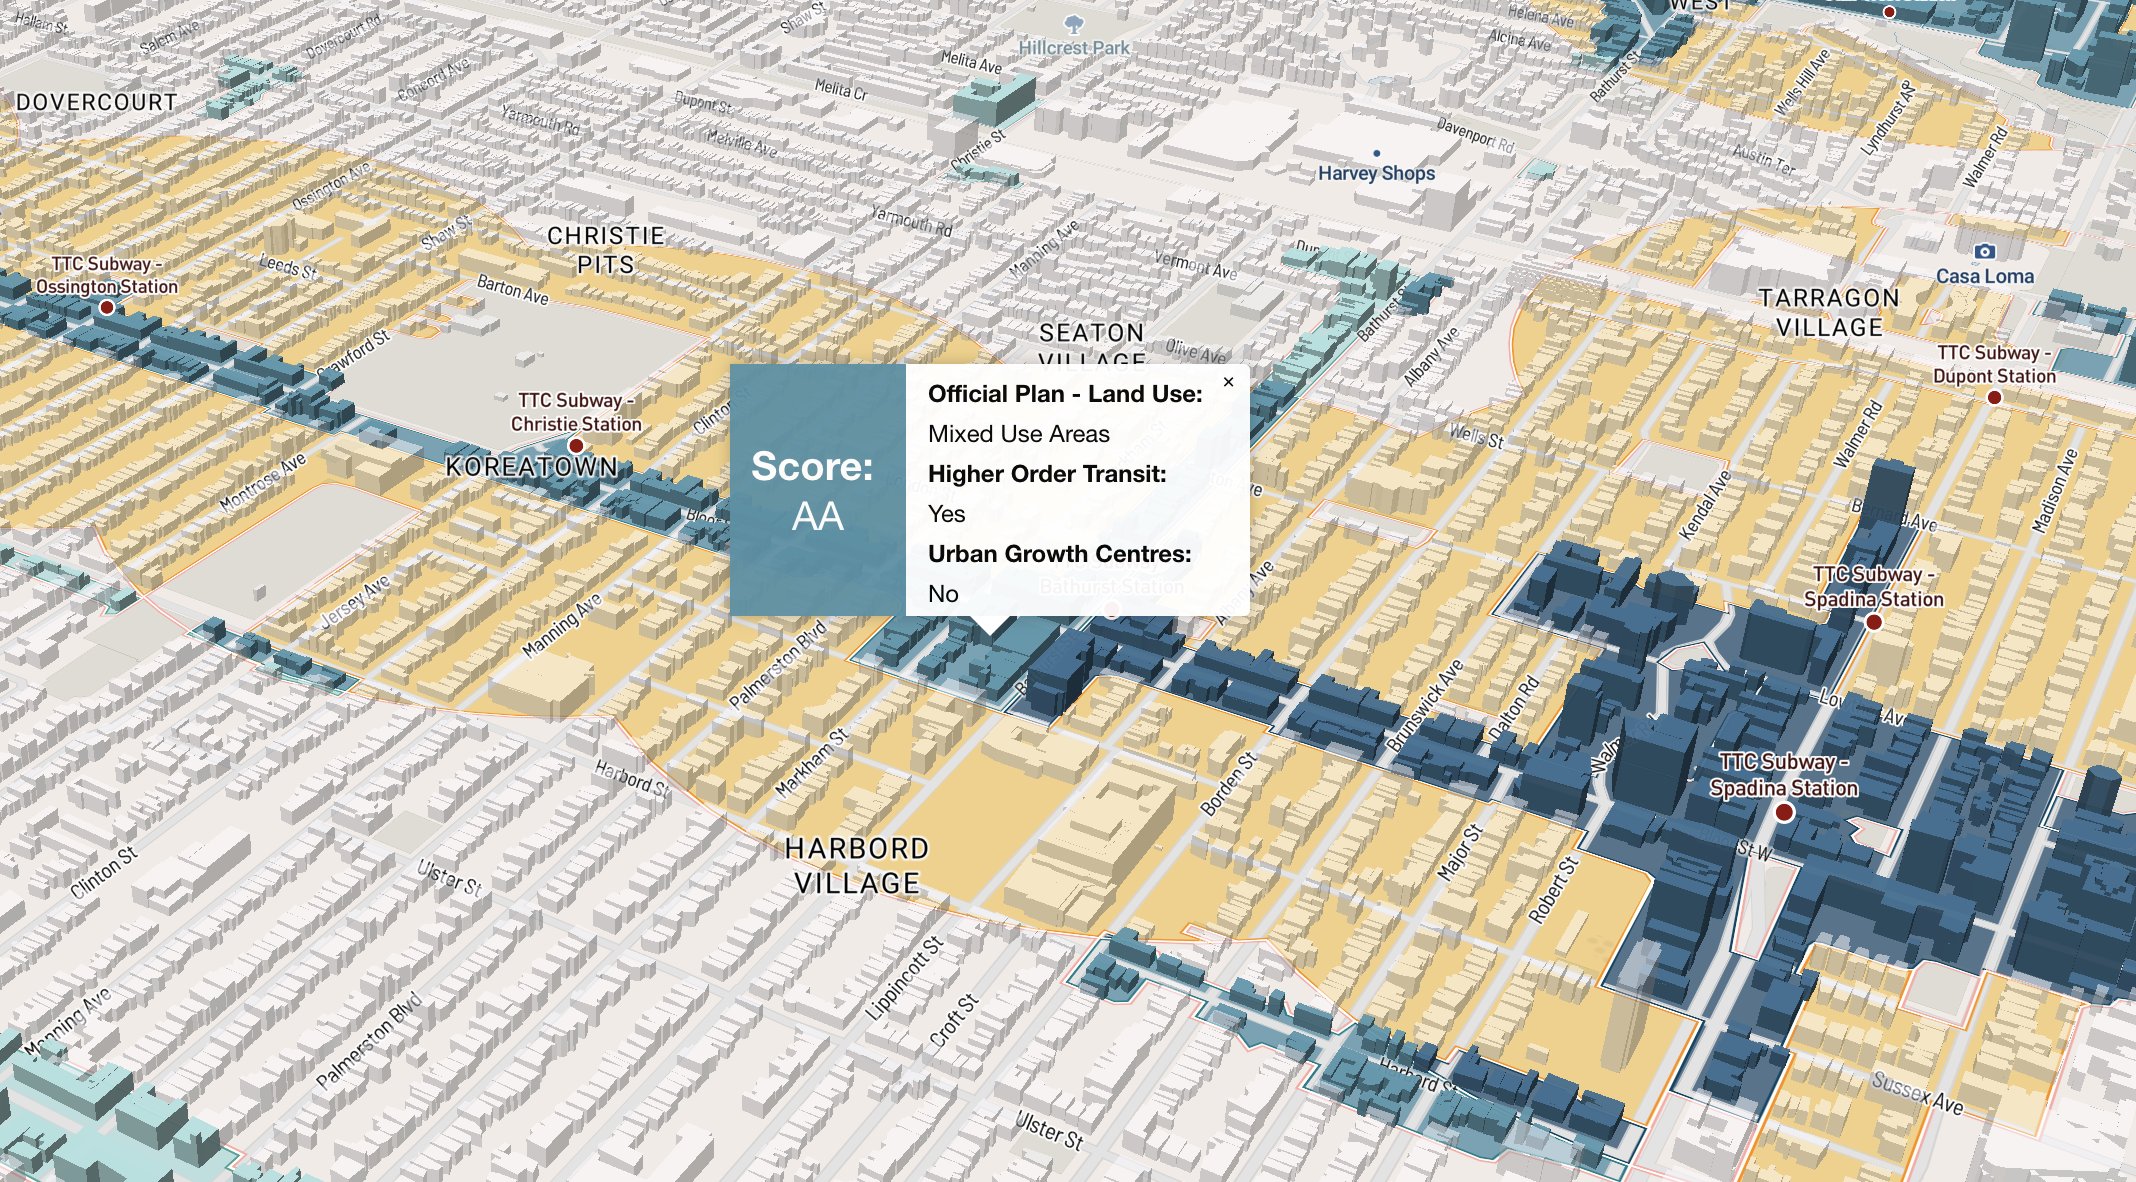 WEST
Hallam St
Salem Ave
Dovercourt Rd
Shaw St
Helena Ave
Alcina Ave
Hillcrest Park
Melita Ave
Concord Ave
Melita Cr
Dupont St
Bathurst St
Wells Hill Ave
Lyndhurst Av
DOVERCOURT
Yarmouth Rd
Melville Ave
Christie St
Davenport Rd
Austin Ter
Walmer Rd
Harvey Shops
Ossington Ave
Shaw St
Yarmouth Rd
Manning Ave
CHRISTIE
PITS
Leeds St
TTC Subway -
Ossington Station
Barton Ave
Vermont Ave
Casa Loma
TARRAGON
VILLAGE
Bathurst S
SEATON
VILLAGE
Olive Ave
Albany Ave
Crawford St
TTC Subway -
Dupont Station
TTC Subway -
Christie Station
Clinton St
Wells St
Walmer Rd
KOREATOWN
Montrose Ave
Kendal Ave
Madison Ave
Bernard Ave
Score:
AA
Official Plan - Land Use:
×
Mixed Use Areas
Higher Order Transit:
Yes
Urban Growth Centres:
No
Bathurst Station
Albany Ave
TTC Subway -
Spadina Station
Jersey Ave
Manning Ave
Palmerston Blvd
Brunswick Ave
Dalton Rd
TTC Subway -
Spadina Station
Markham St
Borden St
Harbord St
St W
HARBORD
VILLAGE
Major St
Robert St
Clinton St
Ulster St
Lippincott St
Croft St
Manning Ave
Palmerston Blvd
Harbord S
Sussex Ave
Ulster St